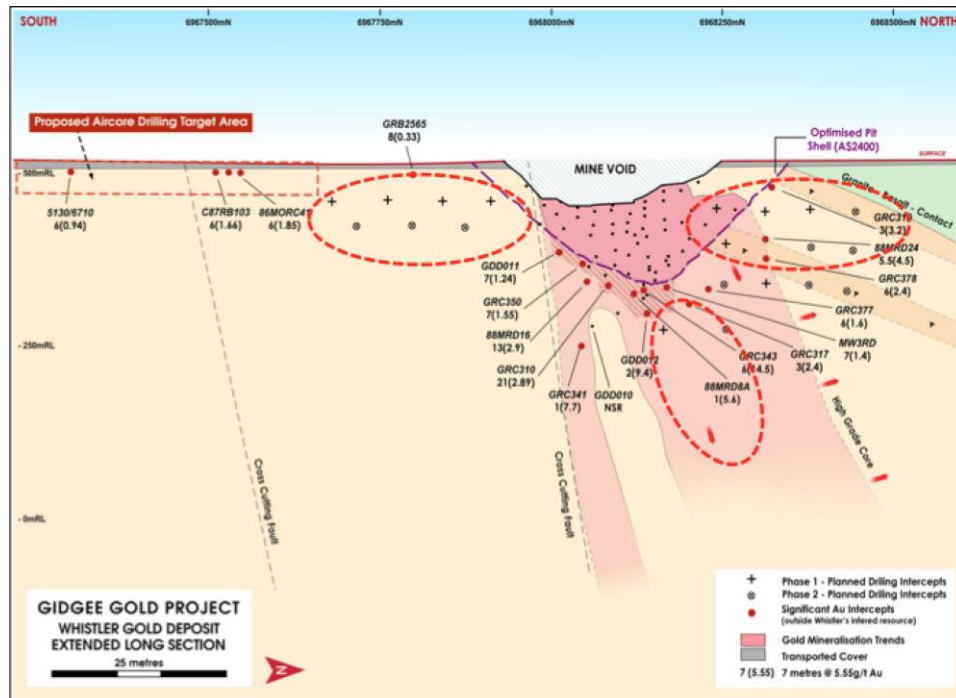 SOUTH
6967500mN
6967750mN
6968000mN
6968250mN
6968500mN
NORTH
Proposed Aircore Drilling Target Area
GRB2565
8(0.33)
Optimised Pit
Shell (A$2400)
SURFACE
MINE VOID
- 500mRL
Granite - Basalt - Contact
5130/6710
6(0.94)
C87RB103
6(1.66)
86MORC41
6(1.85)
GRC319
3(3.2)
88MRD24
5.5(4.5)
GRC378
6(2.4)
GRC377
6(1.6)
MW3RD
7(1.4)
GRC317
3(2.4)
GRC343
6(14.5)
88MRD8A
1(5.6)
GDD011
7(1.24)
GRC350
7(1.55)
88MRD16
13(2.9)
GRC310
21(2.89)
GRC341
1(7.7)
GDD010
NSR
GDD012
2(9.4)
- 250mRL
High Grade Core
Cross Cutting Fault
Cross Cutting Fault
- 0mRL
GIDGEE GOLD PROJECT
WHISTLER GOLD DEPOSIT
EXTENDED LONG SECTION
25 metres
N
Phase 1 - Planned Driling Intercepts
Phase 2 - Planned Drilling Intercepts
Significant Au Intercepts
(outside Whistler's infered resource)
Gold Mineralisation Trends
Transported Cover
7 (5.55) 7 metres @ 5.55g/t Au